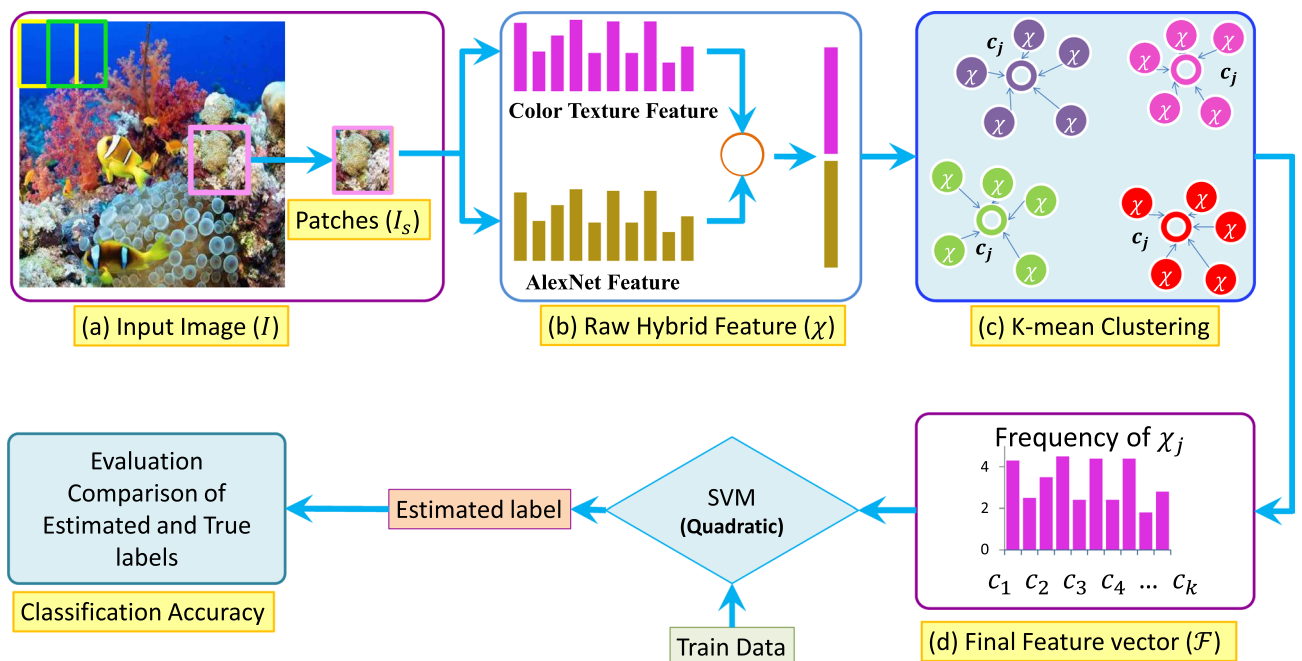 Color Texture Feature
AlexNet Feature
Patches (I_s)
(a) Input Image (I)
(b) Raw Hybrid Feature (χ)
c_j
χ χ χ χ χ
c_j
χ χ χ χ χ
c_j
χ χ χ χ χ
c_j
χ χ χ χ χ
(c) K-mean Clustering
Evaluation
Comparison of
Estimated and True
labels
Classification Accuracy
Estimated label
SVM
(Quadratic)
Train Data
Frequency of χ_j
4
2
0
c_1 c_2 c_3 c_4 ... c_k
(d) Final Feature vector (ℱ)